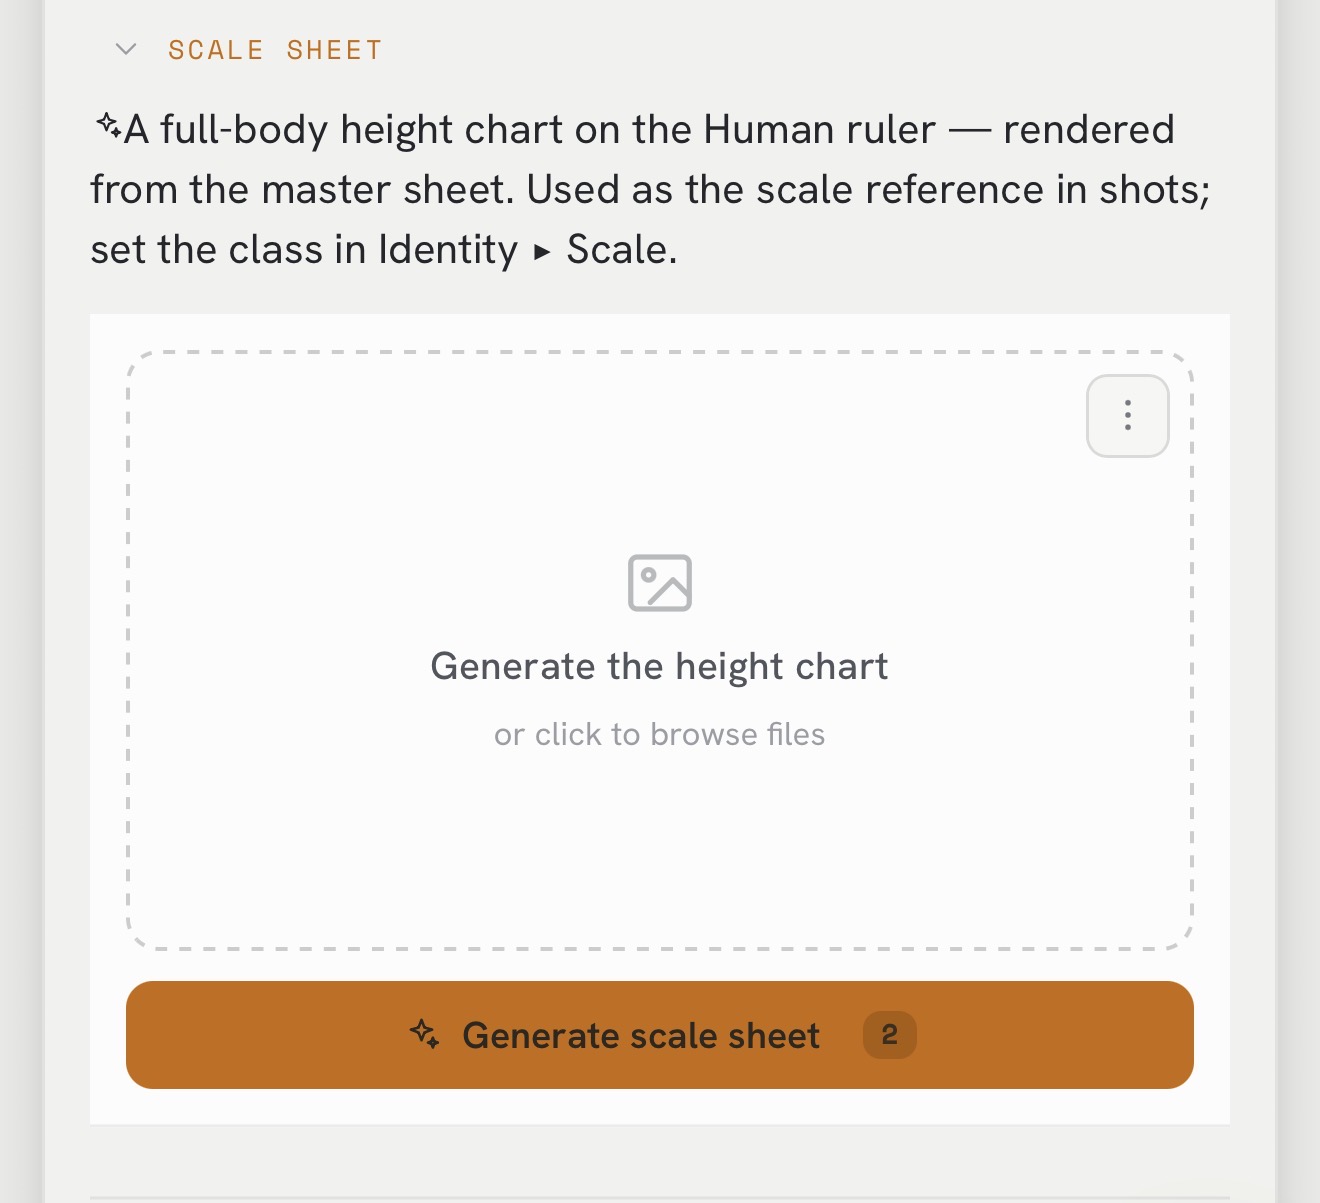 SCALE SHEET
A full-body height chart on the Human ruler — rendered
from the master sheet. Used as the scale reference in shots;
set the class in Identity ▸ Scale.
Generate the height chart
or click to browse files
Generate scale sheet 2